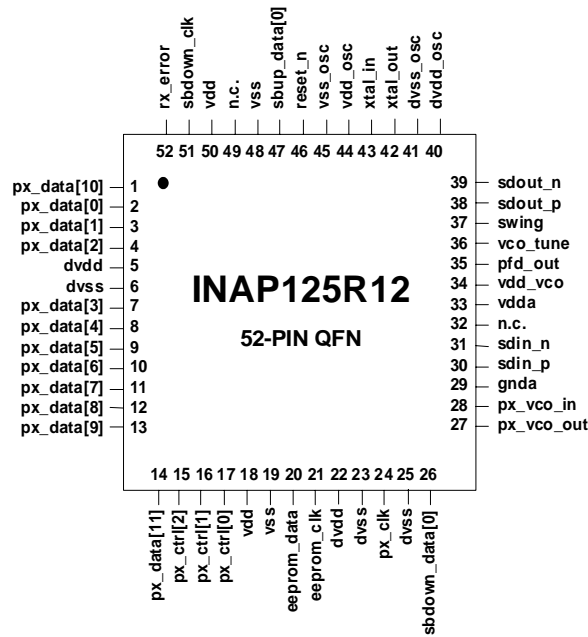 rx_error
sbdown_clk
vdd
n.c.
vss
sbup_data[0]
reset_n
vss_osc
vdd_osc
xtal_in
xtal_out
dvss_osc
dvdd_osc
52 51 50 49 48 47 46 45 44 43 42 41 40
px_data[10] 1
px_data[0] 2
px_data[1] 3
px_data[2] 4
dvdd 5
dvss 6
px_data[3] 7
px_data[4] 8
px_data[5] 9
px_data[6] 10
px_data[7] 11
px_data[8] 12
px_data[9] 13
INAP125R12
52-PIN QFN
39 sdout_n
38 sdout_p
37 swing
36 vco_tune
35 pfd_out
34 vdd_vco
33 vdda
32 n.c.
31 sdin_n
30 sdin_p
29 gnda
28 px_vco_in
27 px_vco_out
14 15 16 17 18 19 20 21 22 23 24 25 26
px_data[11]
px_ctrl[2]
px_ctrl[1]
px_ctrl[0]
vdd
vss
eeprom_data
eeprom_clk
dvdd
dvss
px_clk
dvss
sbdown_data[0]